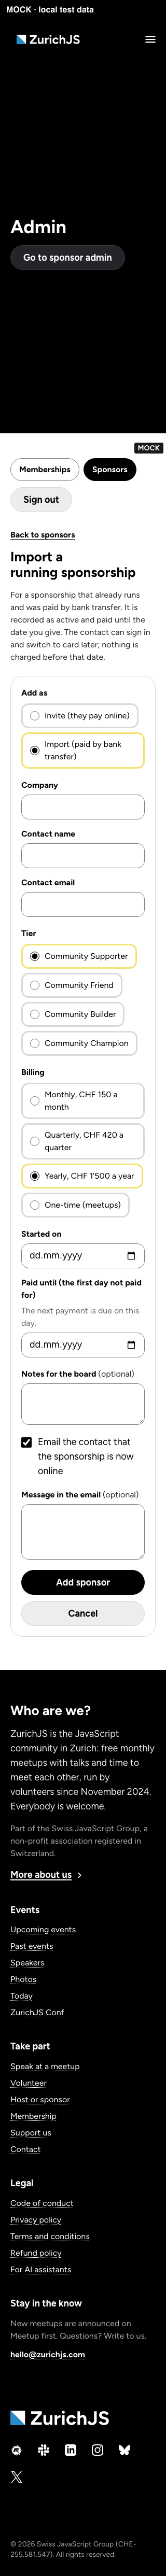 MOCK · local test data
ZurichJS
Admin
Go to sponsor admin
MOCK
Memberships
Sponsors
Sign out
Back to sponsors
Import a
running sponsorship
For a sponsorship that already runs
and was paid by bank transfer. It is
recorded as active and paid until the
date you give. The contact can sign in
and switch to card later; nothing is
charged before that date.
Add as
Invite (they pay online)
Import (paid by bank
transfer)
Company
Contact name
Contact email
Tier
Community Supporter
Community Friend
Community Builder
Community Champion
Billing
Monthly, CHF 150 a
month
Quarterly, CHF 420 a
quarter
Yearly, CHF 1'500 a year
One-time (meetups)
Started on
dd.mm.yyyy
Paid until (the first day not paid
for)
The next payment is due on this
day.
dd.mm.yyyy
Notes for the board (optional)
Email the contact that
the sponsorship is now
online
Message in the email (optional)
Add sponsor
Cancel
Who are we?
ZurichJS is the JavaScript
community in Zurich: free monthly
meetups with talks and time to
meet each other, run by
volunteers since November 2024.
Everybody is welcome.
Part of the Swiss JavaScript Group, a
non-profit association registered in
Switzerland.
More about us
Events
Upcoming events
Past events
Speakers
Photos
Today
ZurichJS Conf
Take part
Speak at a meetup
Volunteer
Host or sponsor
Membership
Support us
Contact
Legal
Code of conduct
Privacy policy
Terms and conditions
Refund policy
For AI assistants
Stay in the know
New meetups are announced on
Meetup first. Questions? Write to us.
hello@zurichjs.com
ZurichJS
© 2026 Swiss JavaScript Group (CHE-
255.581.547). All rights reserved.